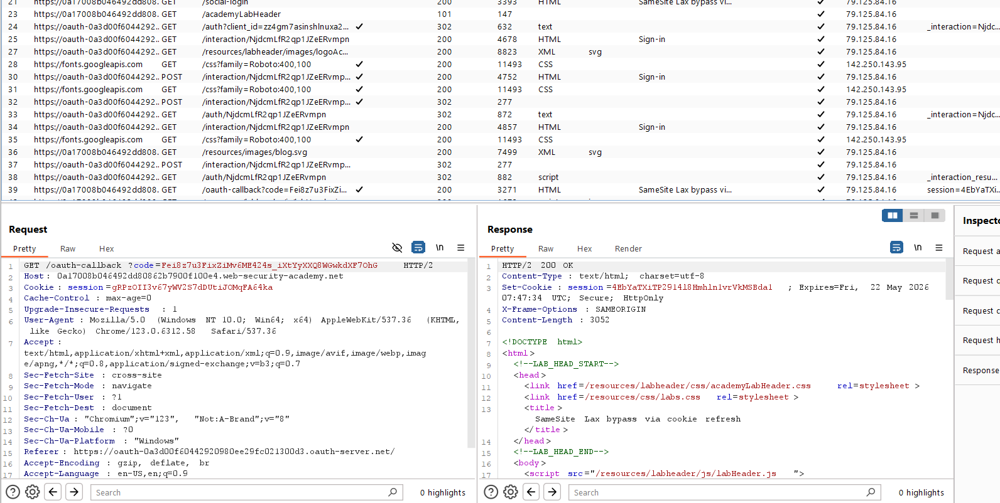 21 https://0a17008b046492dd808. GET /social-login 200 3393 HTML SameSite Lax bypass vi... ✓ 79.125.84.16
23 https://0a17008b046492dd808. GET /academyLabHeader 101 147 ✓ 79.125.84.16
24 https://oauth-0a3d00f6044292.. GET /auth?client_id=zz4gm7asinshlnuxa2... ✓ 302 632 text ✓ 79.125.84.16 _interaction=Njdc...
25 https://oauth-0a3d00f6044292.. GET /interaction/NjdcmLfR2qp1JZeERvmpn 200 4678 HTML Sign-in ✓ 79.125.84.16
27 https://oauth-0a3d00f6044292.. GET /resources/labheader/images/logoAc... 200 8823 XML svg ✓ 79.125.84.16
28 https://fonts.googleapis.com GET /css?family=Roboto:400,100 ✓ 200 11493 CSS ✓ 142.250.143.95
30 https://oauth-0a3d00f6044292.. POST /interaction/NjdcmLfR2qp1JZeERvmp... ✓ 200 4752 HTML Sign-in ✓ 79.125.84.16
31 https://fonts.googleapis.com GET /css?family=Roboto:400,100 ✓ 200 11493 CSS ✓ 142.250.143.95
32 https://oauth-0a3d00f6044292.. POST /interaction/NjdcmLfR2qp1JZeERvmp... ✓ 302 277 ✓ 79.125.84.16
33 https://oauth-0a3d00f6044292.. GET /auth/NjdcmLfR2qp1JZeERvmpn 302 872 text ✓ 79.125.84.16 _interaction=Njdc...
34 https://oauth-0a3d00f6044292.. GET /interaction/NjdcmLfR2qp1JZeERvmpn 200 4857 HTML Sign-in ✓ 79.125.84.16
35 https://fonts.googleapis.com GET /css?family=Roboto:400,100 ✓ 200 11493 CSS ✓ 142.250.143.95
36 https://0a17008b046492dd808. GET /resources/images/blog.svg 200 7499 XML svg ✓ 79.125.84.16
37 https://oauth-0a3d00f6044292.. POST /interaction/NjdcmLfR2qp1JZeERvmp... 302 277 ✓ 79.125.84.16
38 https://oauth-0a3d00f6044292.. GET /auth/NjdcmLfR2qp1JZeERvmpn 302 882 script ✓ 79.125.84.16 _interaction_resu...
39 https://0a17008b046492dd808. GET /oauth-callback?code=Fei8z7u3FixZi... ✓ 200 3271 HTML SameSite Lax bypass vi... ✓ 79.125.84.16 session=4EbYaTXi...
Request
Pretty Raw Hex \n
1 GET /oauth-callback ?code=Fei8z7u3FixZiMv6ME424s_iXtYyXXQ8WGwkdXF7OhG HTTP/2
2 Host: 0a17008b046492dd80862b7900f100e4.web-security-academy.net
3 Cookie: session=gRPzOII3v67yWV2S7dDUtiJOMqFA64ka
4 Cache-Control: max-age=0
5 Upgrade-Insecure-Requests : 1
6 User-Agent: Mozilla/5.0 (Windows NT 10.0; Win64; x64) AppleWebKit/537.36 (KHTML,
like Gecko) Chrome/123.0.6312.58 Safari/537.36
7 Accept:
text/html,application/xhtml+xml,application/xml;q=0.9,image/avif,image/webp,imag
e/apng,*/*;q=0.8,application/signed-exchange;v=b3;q=0.7
8 Sec-Fetch-Site : cross-site
9 Sec-Fetch-Mode : navigate
10 Sec-Fetch-User : ?1
11 Sec-Fetch-Dest : document
12 Sec-Ch-Ua : "Chromium";v="123", "Not:A-Brand";v="8"
13 Sec-Ch-Ua-Mobile : ?0
14 Sec-Ch-Ua-Platform : "Windows"
15 Referer: https://oauth-0a3d00f60442920980ee29fc021300d3.oauth-server.net/
16 Accept-Encoding : gzip, deflate, br
17 Accept-Language : en-US,en;q=0.9
Search 0 highlights
Response
Pretty Raw Hex Render \n
1 HTTP/2 200 OK
2 Content-Type : text/html; charset=utf-8
3 Set-Cookie: session=4EbYaTXiTP2914l8Hmhln1vrVkMSBda1 ; Expires=Fri, 22 May 2026
07:47:34 UTC; Secure; HttpOnly
4 X-Frame-Options : SAMEORIGIN
5 Content-Length : 3052
6
7 <!DOCTYPE html>
8 <html>
9 <!--LAB_HEAD_START-->
10 <head>
11 <link href=/resources/labheader/css/academyLabHeader.css rel=stylesheet >
12 <link href=/resources/css/labs.css rel=stylesheet >
13 <title>
SameSite Lax bypass via cookie refresh
</title>
14 </head>
15 <!--LAB_HEAD_END-->
16 <body>
17 <script src="/resources/labheader/js/labHeader.js ">
Search 0 highlights
Inspecto
Request a
Request c
Request c
Request h
Response